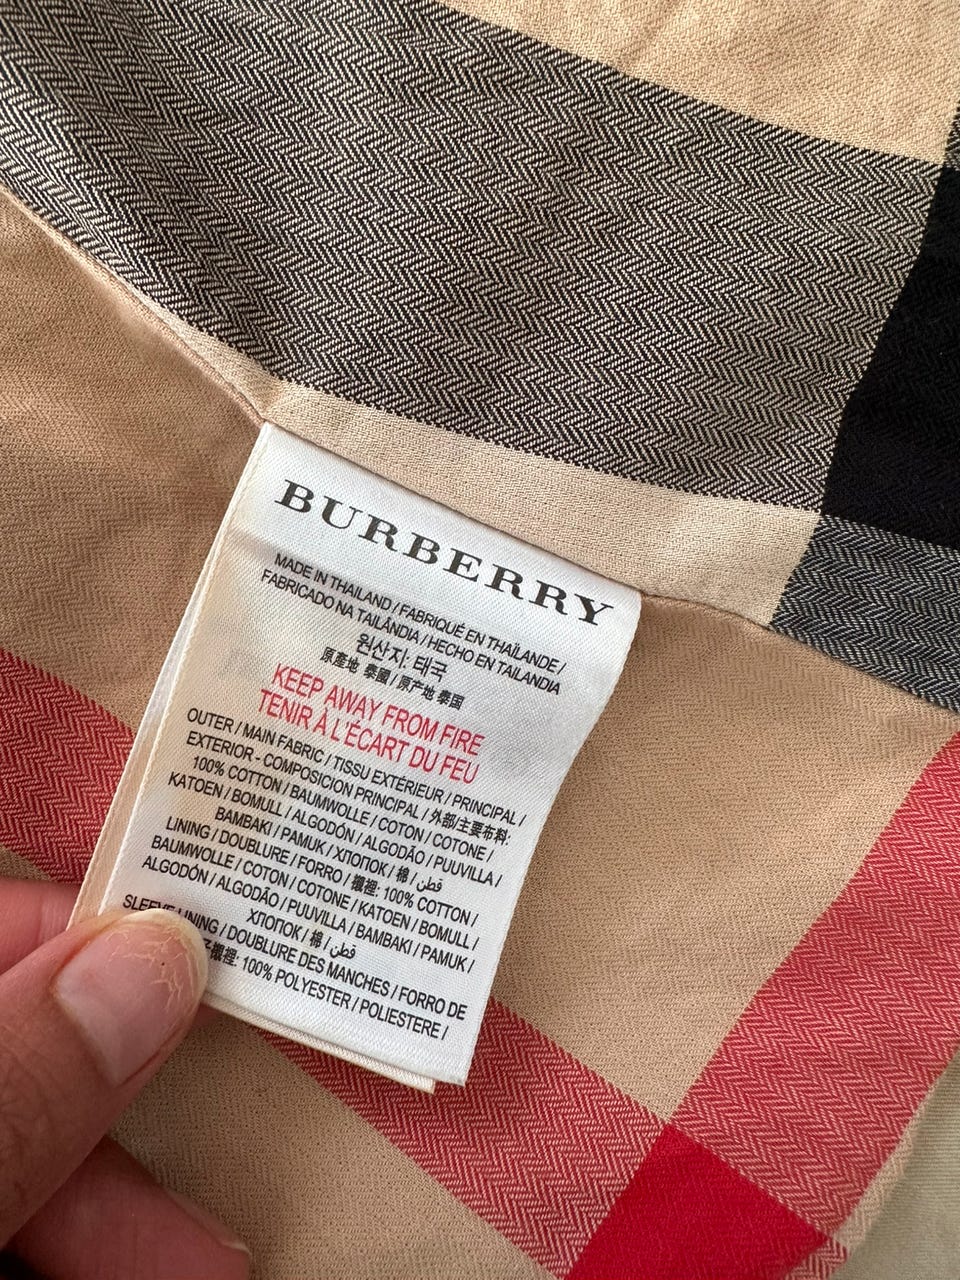 BURBERRY
MADE IN THAILAND / FABRIQUÉ EN THAÏLANDE /
FABRICADO NA TAILÂNDIA / HECHO EN TAILANDIA
원산지: 태국
原產地 泰國 / 原产地 泰国
KEEP AWAY FROM FIRE
TENIR À L'ÉCART DU FEU
OUTER / MAIN FABRIC / TISSU EXTÉRIEUR / PRINCIPAL /
EXTERIOR - COMPOSICION PRINCIPAL / 外部/主要布料:
100% COTTON / BAUMWOLLE / COTON / COTONE /
KATOEN / BOMULL / ALGODÓN / ALGODÃO / PUUVILLA /
BAMBAKI / PAMUK / ХЛОПОК / 棉 / قطن
LINING / DOUBLURE / FORRO / 襯裡: 100% COTTON /
BAUMWOLLE / COTON / COTONE / KATOEN / BOMULL /
ALGODÓN / ALGODÃO / PUUVILLA / BAMBAKI / PAMUK /
ХЛОПОК / 棉 / قطن
SLEEVE LINING / DOUBLURE DES MANCHES / FORRO DE
襯裡: 100% POLYESTER / POLIESTERE /